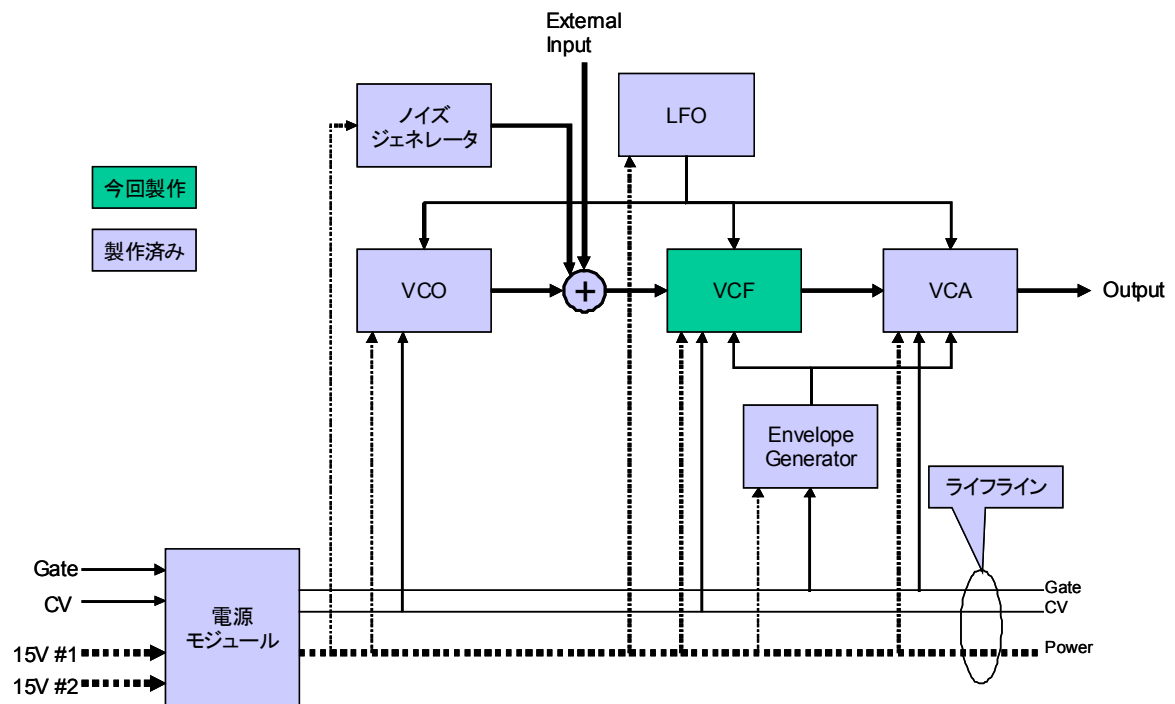 External
Input
ノイズ
ジェネレータ
LFO
今回製作
製作済み
VCO
+
VCF
VCA
Output
Envelope
Generator
ライフライン
Gate
CV
15V #1
15V #2
電源
モジュール
Gate
CV
Power